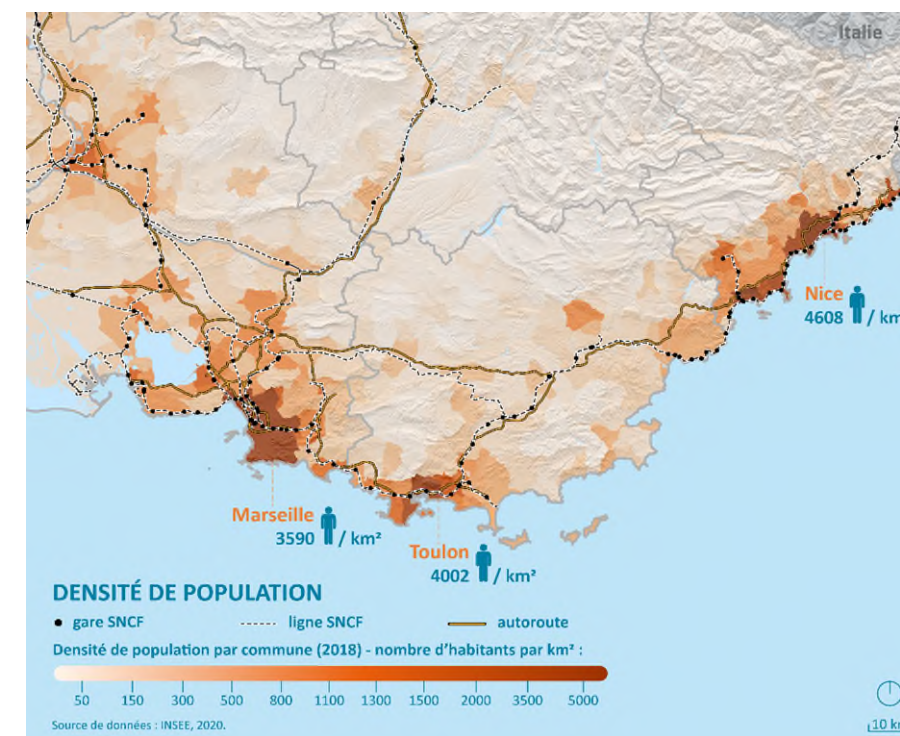 Italie
Nice
4608 / km
Marseille
3590 / km²
Toulon
4002 / km²
DENSITÉ DE POPULATION
gare SNCF ligne SNCF autoroute
Densité de population par commune (2018) - nombre d'habitants par km² :
50 150 300 500 800 1100 1300 1500 2000 3500 5000
Source de données : INSEE, 2020.
10 km